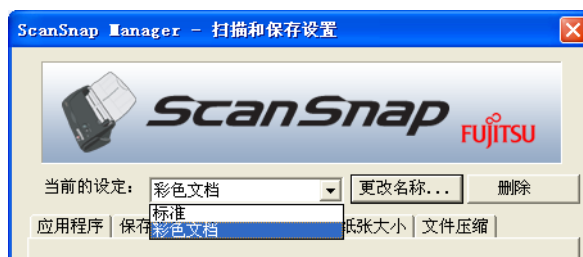 ScanSnap Manager - 扫描和保存设置
ScanSnap
FUJITSU
当前的设定: 彩色文档 更改名称... 删除
标准
彩色文档
应用程序 保存 纸张大小 文件压缩